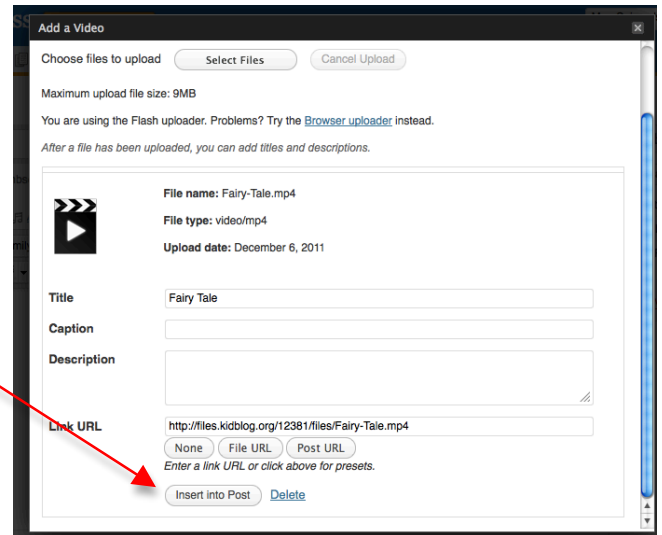 Add a Video
Choose files to upload Select Files Cancel Upload
Maximum upload file size: 9MB
You are using the Flash uploader. Problems? Try the Browser uploader instead.
After a file has been uploaded, you can add titles and descriptions.
File name: Fairy-Tale.mp4
File type: video/mp4
Upload date: December 6, 2011
Title Fairy Tale
Caption
Description
Link URL http://files.kidblog.org/12381/files/Fairy-Tale.mp4
None File URL Post URL
Enter a link URL or click above for presets.
Insert into Post Delete